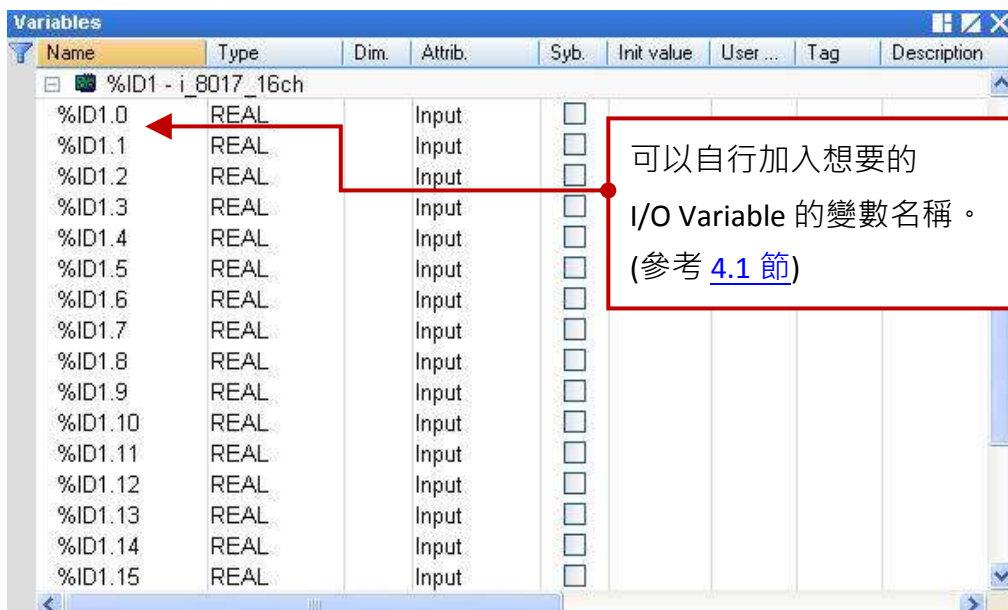 Variables
Name Type Dim. Attrib. Syb. Init value User ... Tag Description
%ID1 - i_8017_16ch
%ID1.0 REAL Input
%ID1.1 REAL Input
%ID1.2 REAL Input
%ID1.3 REAL Input
%ID1.4 REAL Input
%ID1.5 REAL Input
%ID1.6 REAL Input
%ID1.7 REAL Input
%ID1.8 REAL Input
%ID1.9 REAL Input
%ID1.10 REAL Input
%ID1.11 REAL Input
%ID1.12 REAL Input
%ID1.13 REAL Input
%ID1.14 REAL Input
%ID1.15 REAL Input
可以自行加入想要的
I/O Variable 的變數名稱。
(參考 4.1 節)